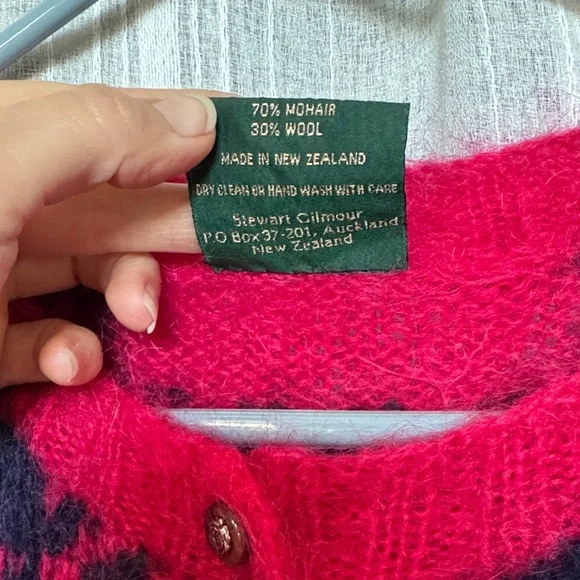 70% MOHAIR
30% WOOL
MADE IN NEW ZEALAND
DRY CLEAN OR HAND WASH WITH CARE
Stewart Gilmour
P.O Box 37-201, Auckland
New Zealand